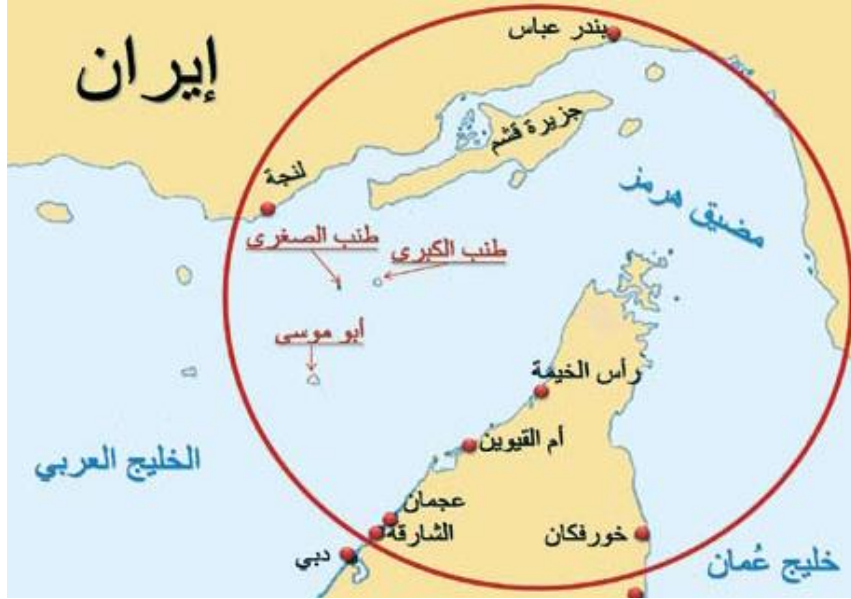 بندر عباس
إيران
جزيرة قشم
لنجة
مضيق هرمز
طنب الصغرى
طنب الكبرى
أبو موسى
رأس الخيمة
أم القيوين
الخليج العربي
عجمان
الشارقة
خورفكان
دبي
خليج عُمان